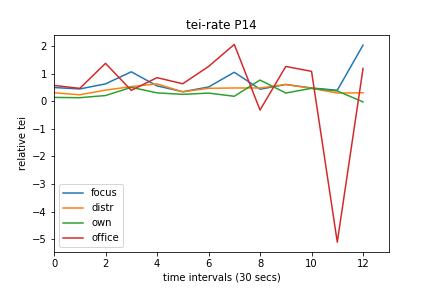 tei-rate P14
relative tei
2
1
0
−1
−2
−3
−4
−5
focus
distr
own
office
0 2 4 6 8 10 12
time intervals (30 secs)